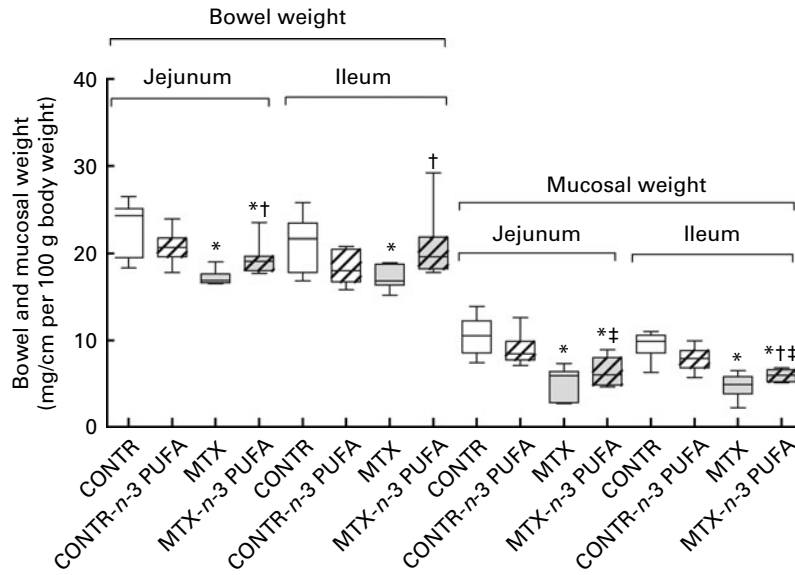 Bowel weight
Jejunum
Ileum
Mucosal weight
Jejunum
Ileum
Bowel and mucosal weight
(mg/cm per 100 g body weight)
40
30
20
10
0
*
*†
*
†
*
*‡
*
*†‡
CONTR
CONTR-n-3 PUFA
MTX
MTX-n-3 PUFA
CONTR
CONTR-n-3 PUFA
MTX
MTX-n-3 PUFA
CONTR
CONTR-n-3 PUFA
MTX
MTX-n-3 PUFA
CONTR
CONTR-n-3 PUFA
MTX
MTX-n-3 PUFA